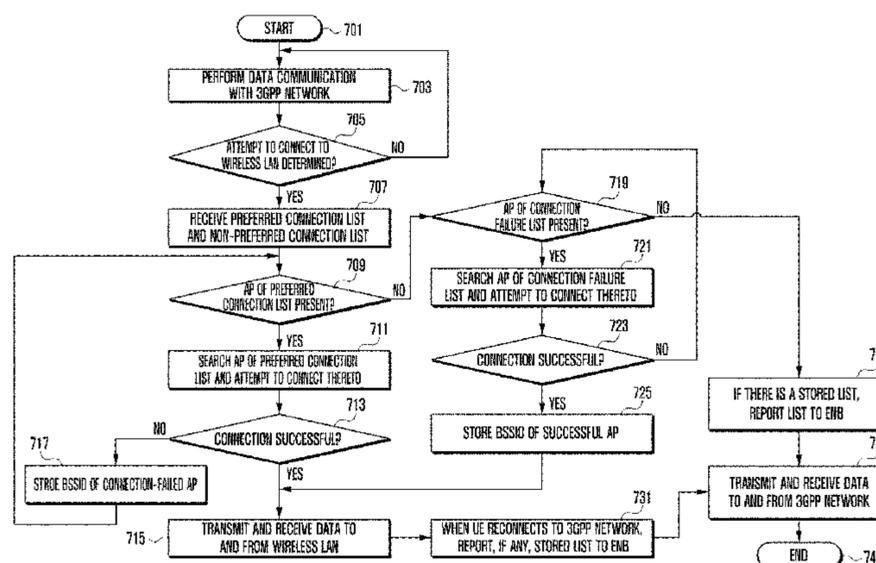 START
701
PERFORM DATA COMMUNICATION
WITH 3GPP NETWORK
703
705
ATTEMPT TO CONNECT TO
WIRELESS LAN DETERMINED?
NO
YES
707
RECEIVE PREFERRED CONNECTION LIST
AND NON-PREFERRED CONNECTION LIST
709
AP OF PREFERRED
CONNECTION LIST PRESENT?
NO
YES
711
SEARCH AP OF PREFERRED CONNECTION
LIST AND ATTEMPT TO CONNECT THERETO
713
CONNECTION SUCCESSFUL?
NO
YES
717
STROE BSSID OF CONNECTION-FAILED AP
715
TRANSMIT AND RECEIVE DATA TO
AND FROM WIRELESS LAN
719
AP OF CONNECTION
FAILURE LIST PRESENT?
NO
YES
721
SEARCH AP OF CONNECTION FAILURE
LIST AND ATTEMPT TO CONNECT THERETO
723
CONNECTION SUCCESSFUL?
NO
YES
725
STORE BSSID OF SUCCESSFUL AP
731
WHEN UE RECONNECTS TO 3GPP NETWORK,
REPORT, IF ANY, STORED LIST TO ENB
IF THERE IS A STORED LIST,
REPORT LIST TO ENB
TRANSMIT AND RECEIVE DATA
TO AND FROM 3GPP NETWORK
END